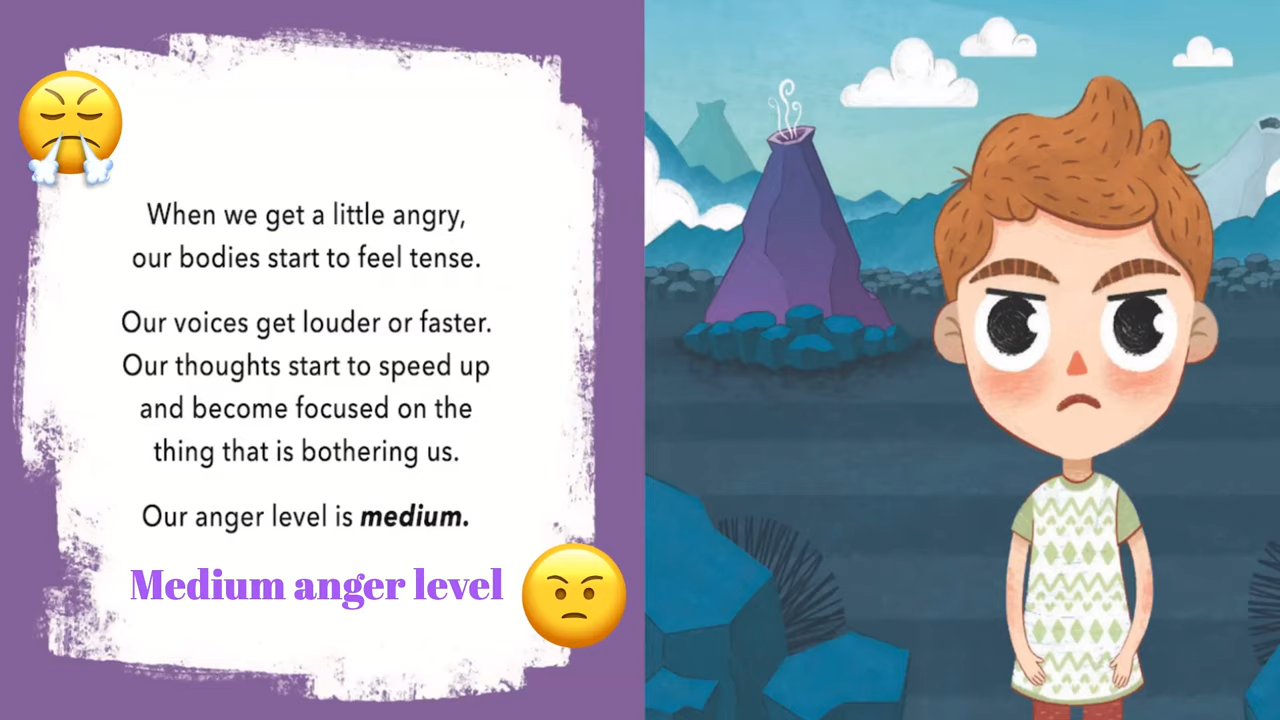 When we get a little angry,
our bodies start to feel tense.
Our voices get louder or faster.
Our thoughts start to speed up
and become focused on the
thing that is bothering us.
Our anger level is medium.
Medium anger level